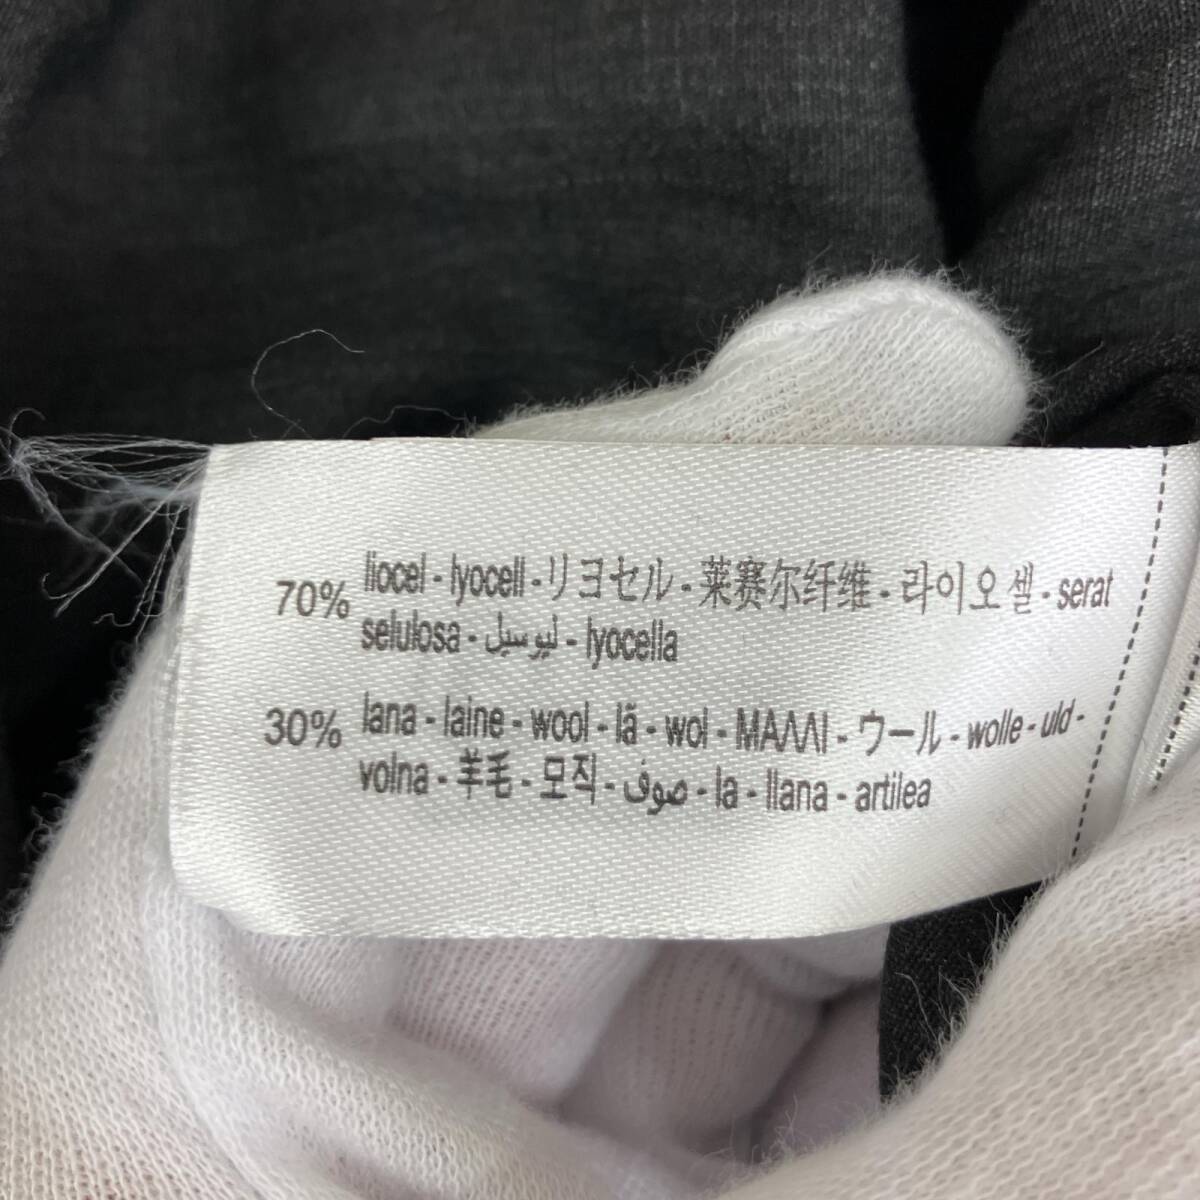 70% liocel - lyocell - リヨセル - 莱赛尔纤维 - 라이오셀 - serat
selulosa - ليوسيل - lyocella
30% lana - laine - wool - lã - wol - ΜΑΛΛΙ - ウール - wolle - uld -
volna - 羊毛 - 모직 - صوف - la - llana - artilea